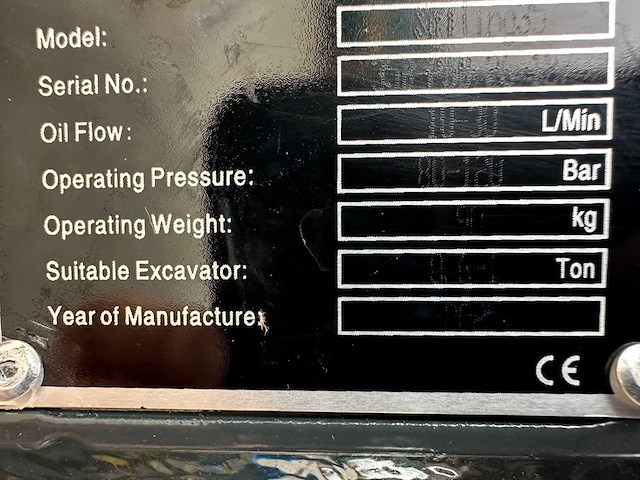 Model:
Serial No.:
Oil Flow: L/Min
Operating Pressure: Bar
Operating Weight: kg
Suitable Excavator: Ton
Year of Manufacture:
CE